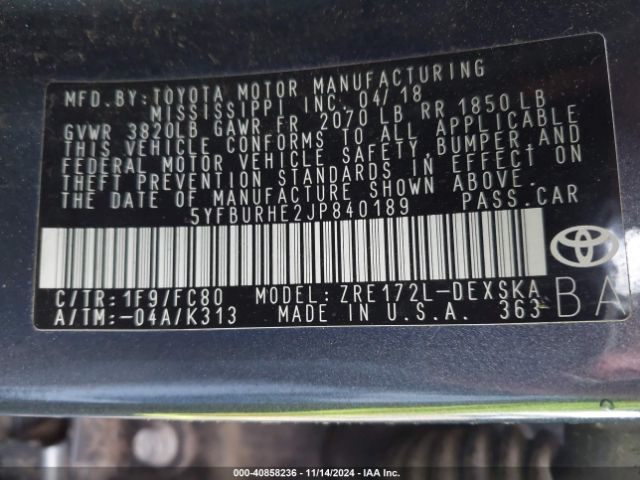 MFD.BY: TOYOTA MOTOR MANUFACTURING
MISSISSIPPI INC. 04/18
GVWR 3820LB GAWR FR 2070 LB RR 1850LB
THIS VEHICLE CONFORMS TO ALL APPLICABLE
FEDERAL MOTOR VEHICLE SAFETY, BUMPER, AND
THEFT PREVENTION STANDARDS IN EFFECT ON
THE DATE OF MANUFACTURE SHOWN ABOVE.
5YFBURHE2JP840189 PASS.CAR
C/TR: 1F9/FC80 MODEL: ZRE172L-DEXSKA
A/TM: -04A/K313 MADE IN U.S.A. 363
BA
000-40858236 - 11/14/2024 - IAA Inc.